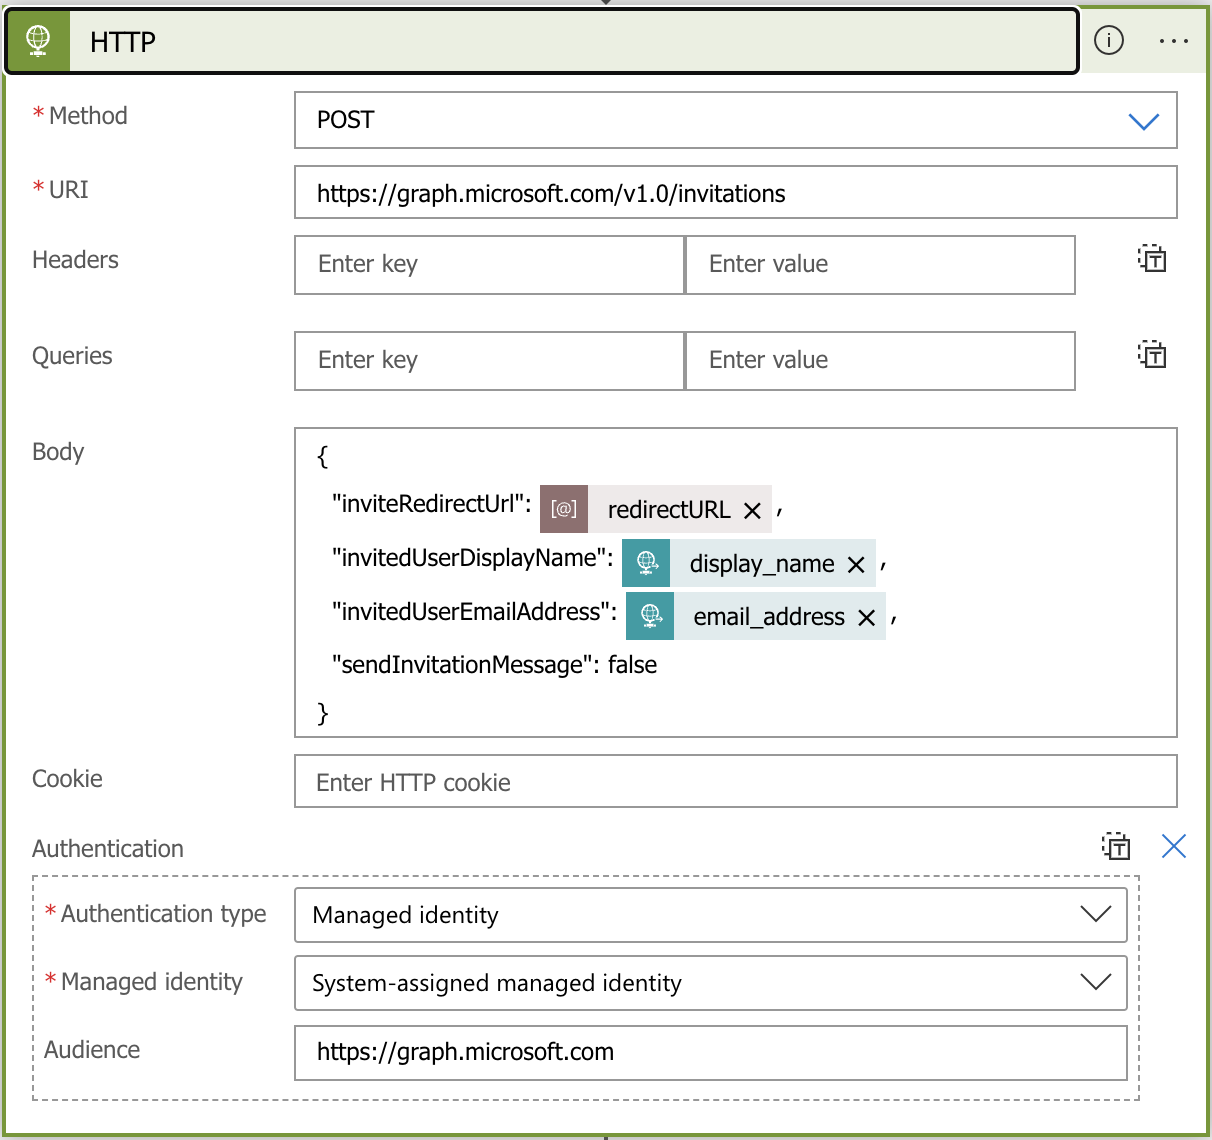 HTTP
* Method POST
* URI https://graph.microsoft.com/v1.0/invitations
Headers Enter key Enter value
Queries Enter key Enter value
Body {
"inviteRedirectUrl": [@] redirectURL ,
"invitedUserDisplayName": display_name ,
"invitedUserEmailAddress": email_address ,
"sendInvitationMessage": false
}
Cookie Enter HTTP cookie
Authentication
* Authentication type Managed identity
* Managed identity System-assigned managed identity
Audience https://graph.microsoft.com